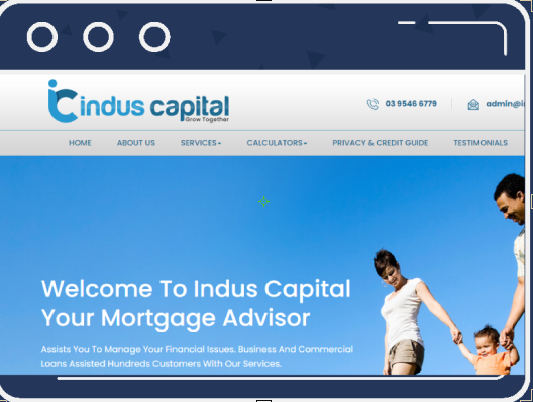 indus capital
Grow Together
03 9546 6779
HOME ABOUT US SERVICES CALCULATORS PRIVACY & CREDIT GUIDE TESTIMONIALS
Welcome To Indus Capital
Your Mortgage Advisor
Assists You To Manage Your Financial Issues. Business And Commercial
Loans Assisted Hundreds Customers With Our Services.